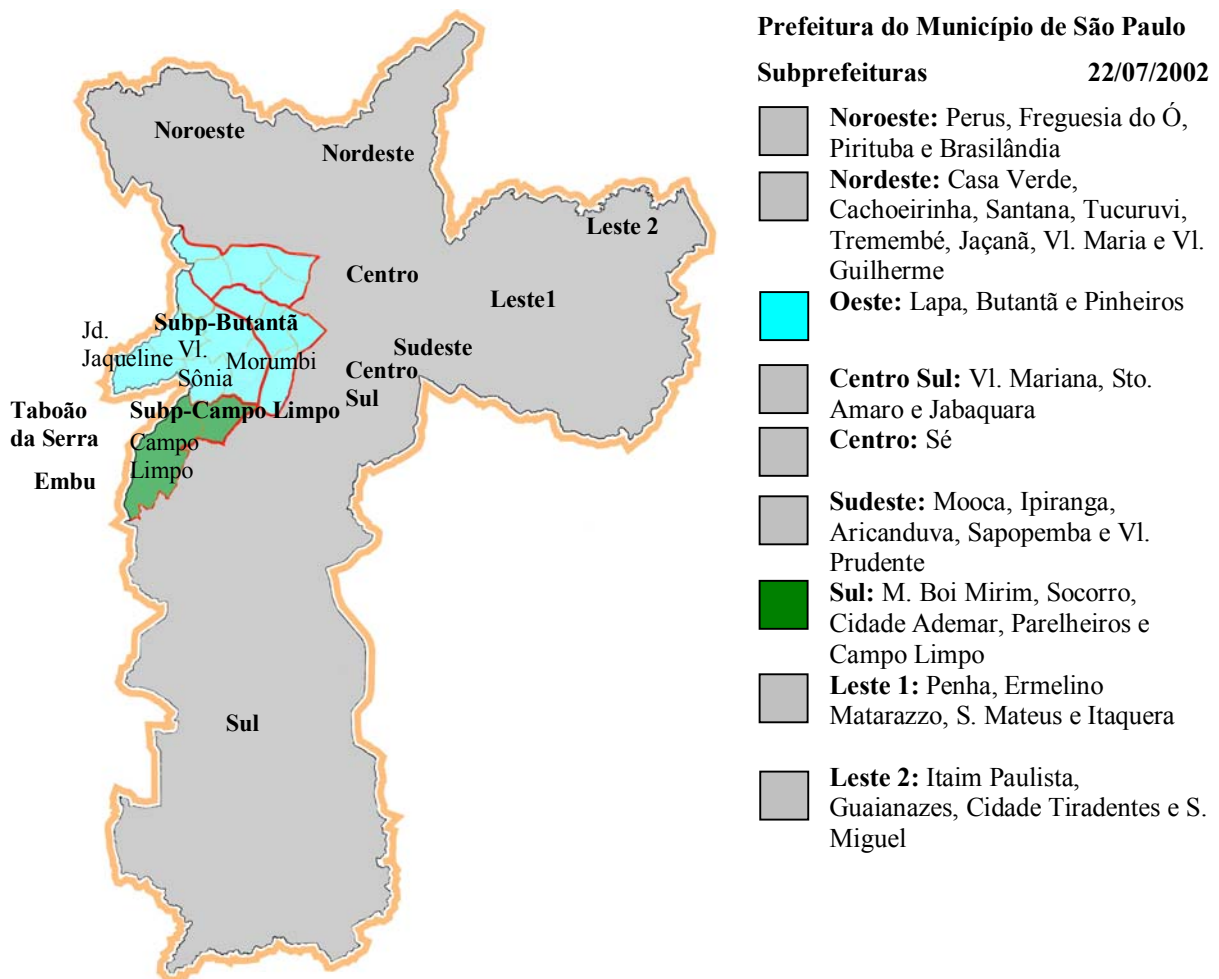 Prefeitura do Município de São Paulo
Subprefeituras 22/07/2002
Noroeste: Perus, Freguesia do Ó,
Pirituba e Brasilândia
Nordeste: Casa Verde,
Cachoeirinha, Santana, Tucuruvi,
Tremembé, Jaçanã, Vl. Maria e Vl.
Guilherme
Oeste: Lapa, Butantã e Pinheiros
Centro Sul: Vl. Mariana, Sto.
Amaro e Jabaquara
Centro: Sé
Sudeste: Mooca, Ipiranga,
Aricanduva, Sapopemba e Vl.
Prudente
Sul: M. Boi Mirim, Socorro,
Cidade Ademar, Parelheiros e
Campo Limpo
Leste 1: Penha, Ermelino
Matarazzo, S. Mateus e Itaquera
Leste 2: Itaim Paulista,
Guaianazes, Cidade Tiradentes e S.
Miguel
Noroeste
Nordeste
Leste 2
Centro
Leste1
Subp-Butantã
Jd.
Jaqueline
Vl.
Sônia
Morumbi
Sudeste
Centro
Sul
Taboão
da Serra
Subp-Campo Limpo
Campo
Limpo
Embu
Sul